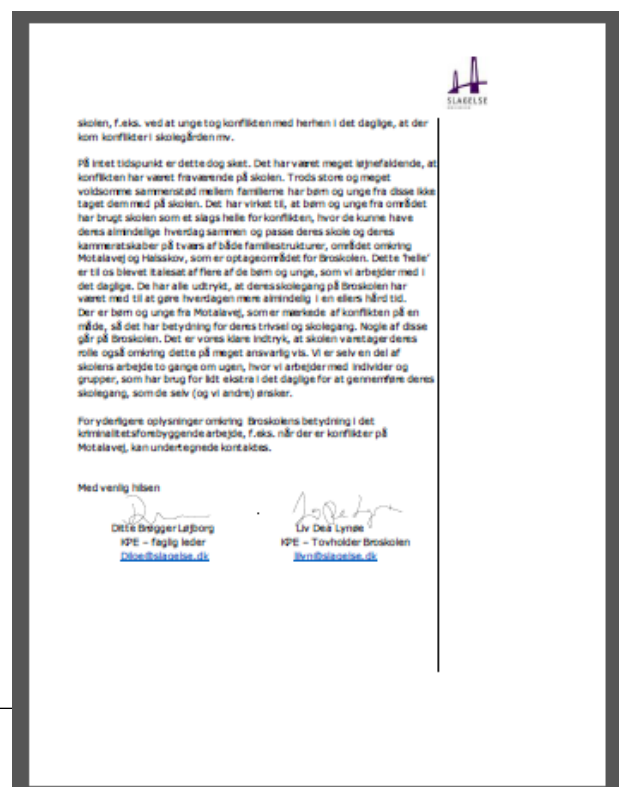 SLAGELSE
skolen, f.eks. ved at unge tog konflikten med herhen i det daglige, at der
kom konflikter i skolegården mv.
På intet tidspunkt er dette dog sket. Det har været meget iøjnefaldende, at
konflikten har været fraværende på skolen. Trods store og meget
voldsomme sammenstød mellem familierne har børn og unge fra disse ikke
taget dem med på skolen. Det har virket til, at børn og unge fra området
har brugt skolen som et slags helle for konflikten, hvor de kunne have
deres almindelige hverdag sammen og passe deres skole og deres
kammeratskaber på tværs af både familiestrukturer, området omkring
Motalavej og Halsskov, som er optageområdet for Broskolen. Dette 'helle'
er til os blevet italesat af flere af de børn og unge, som vi arbejder med i
det daglige. De har alle udtrykt, at deres skolegang på Broskolen har
været med til at gøre hverdagen mere almindelig i en ellers hård tid.
Der er børn og unge fra Motalavej, som er mærkede af konflikten på en
måde, så det har betydning for deres trivsel og skolegang. Nogle af disse
går på Broskolen. Det er vores klare indtryk, at skolen varetager deres
rolle også omkring dette på meget ansvarlig vis. Vi er selv en del af
skolens arbejde to gange om ugen, hvor vi arbejder med individer og
grupper, som har brug for lidt ekstra i det daglige for at gennemføre deres
skolegang, som de selv (og vi andre) ønsker.
For yderligere oplysninger omkring Broskolens betydning i det
kriminalitetsforebyggende arbejde, f.eks. når der er konflikter på
Motalavej, kan undertegnede kontaktes.
Med venlig hilsen
Ditte Brøgger Løjborg
KPE – faglig leder
Diloe@slagelse.dk
Liv Dea Lynøe
KPE – Tovholder Broskolen
llvn@slagelse.dk